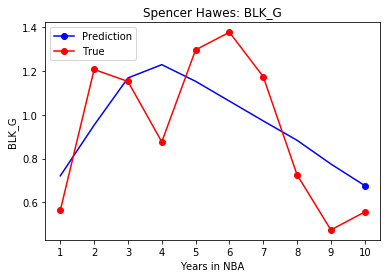 Spencer Hawes: BLK_G
Prediction
True
1.4
1.2
1.0
0.8
0.6
BLK_G
1 2 3 4 5 6 7 8 9 10
Years in NBA